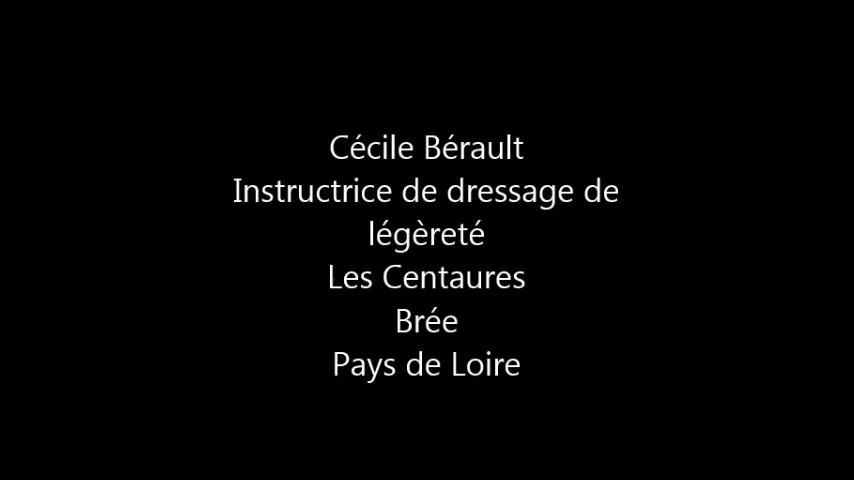 Cécile Bérault
Instructrice de dressage de
légèreté
Les Centaures
Brée
Pays de Loire